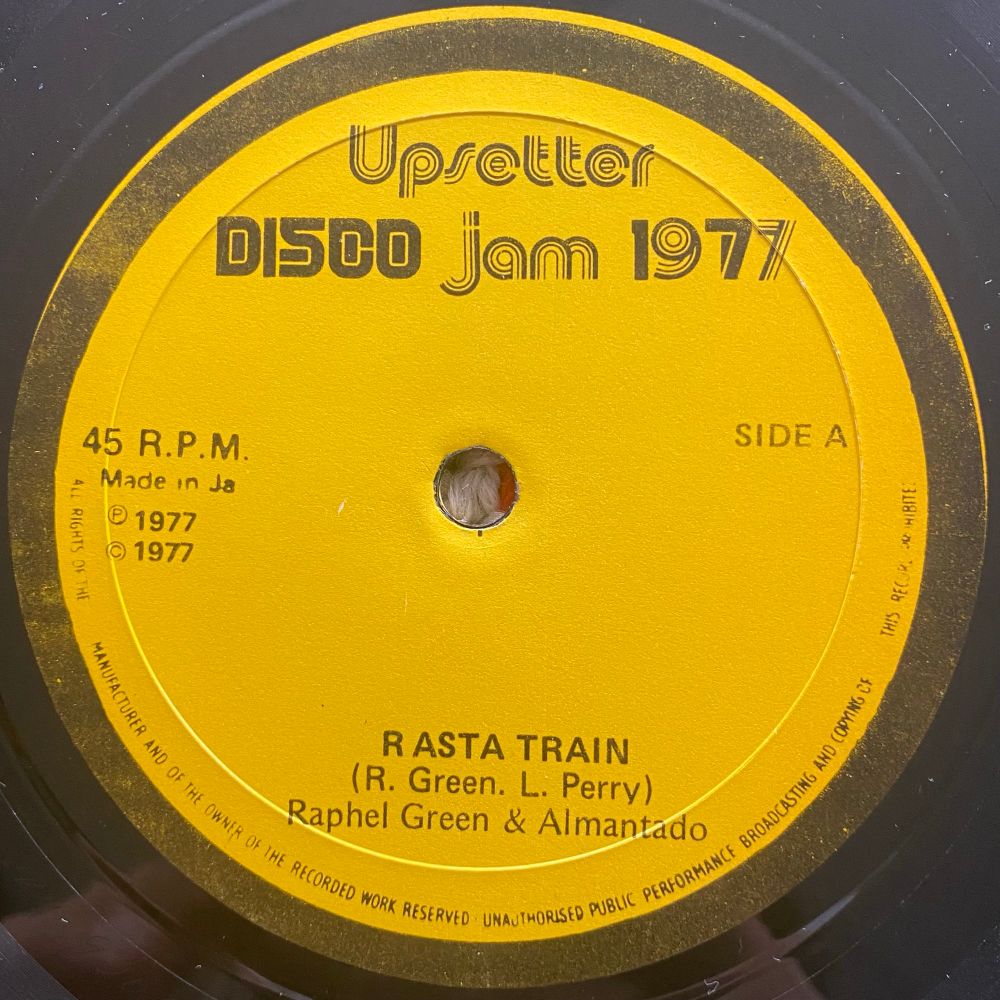 Upsetter
DISCO Jam 1977
45 R.P.M.
SIDE A
Made in Ja
℗ 1977
© 1977
RASTA TRAIN
(R. Green. L. Perry)
Raphel Green & Almantado
ALL RIGHTS OF THE MANUFACTURER AND OF THE OWNER OF THE RECORDED WORK RESERVED UNAUTHORISED PUBLIC PERFORMANCE BROADCASTING AND COPYING OF THIS